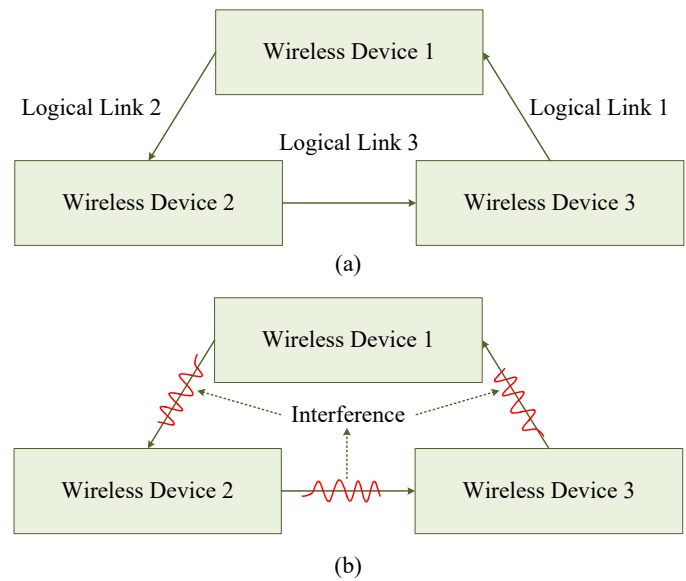 Wireless Device 1
Logical Link 2
Logical Link 1
Logical Link 3
Wireless Device 2
Wireless Device 3
(a)
Wireless Device 1
Interference
Wireless Device 2
Wireless Device 3
(b)